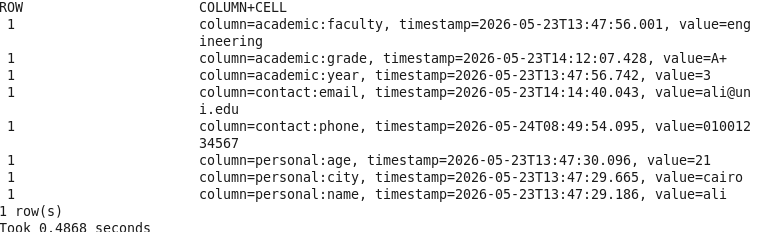 ROW COLUMN+CELL
1 column=academic:faculty, timestamp=2026-05-23T13:47:56.001, value=eng
ineering
1 column=academic:grade, timestamp=2026-05-23T14:12:07.428, value=A+
1 column=academic:year, timestamp=2026-05-23T13:47:56.742, value=3
1 column=contact:email, timestamp=2026-05-23T14:14:40.043, value=ali@un
i.edu
1 column=contact:phone, timestamp=2026-05-24T08:49:54.095, value=010012
34567
1 column=personal:age, timestamp=2026-05-23T13:47:30.096, value=21
1 column=personal:city, timestamp=2026-05-23T13:47:29.665, value=cairo
1 column=personal:name, timestamp=2026-05-23T13:47:29.186, value=ali
1 row(s)
Took 0.4868 seconds